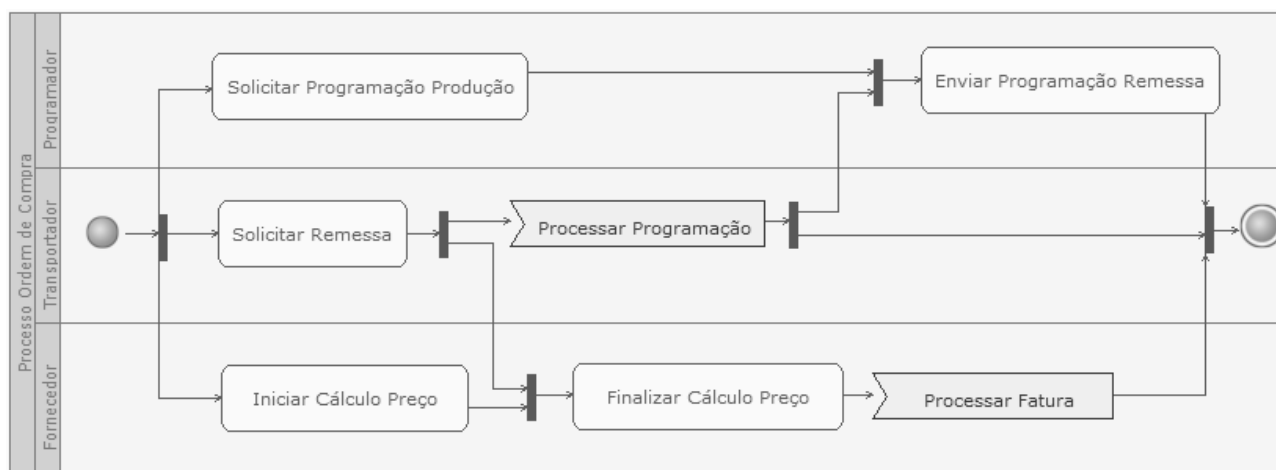 Processo Ordem de Compra
Programador
Solicitar Programação Produção
Enviar Programação Remessa
Transportador
Solicitar Remessa
Processar Programação
Fornecedor
Iniciar Cálculo Preço
Finalizar Cálculo Preço
Processar Fatura